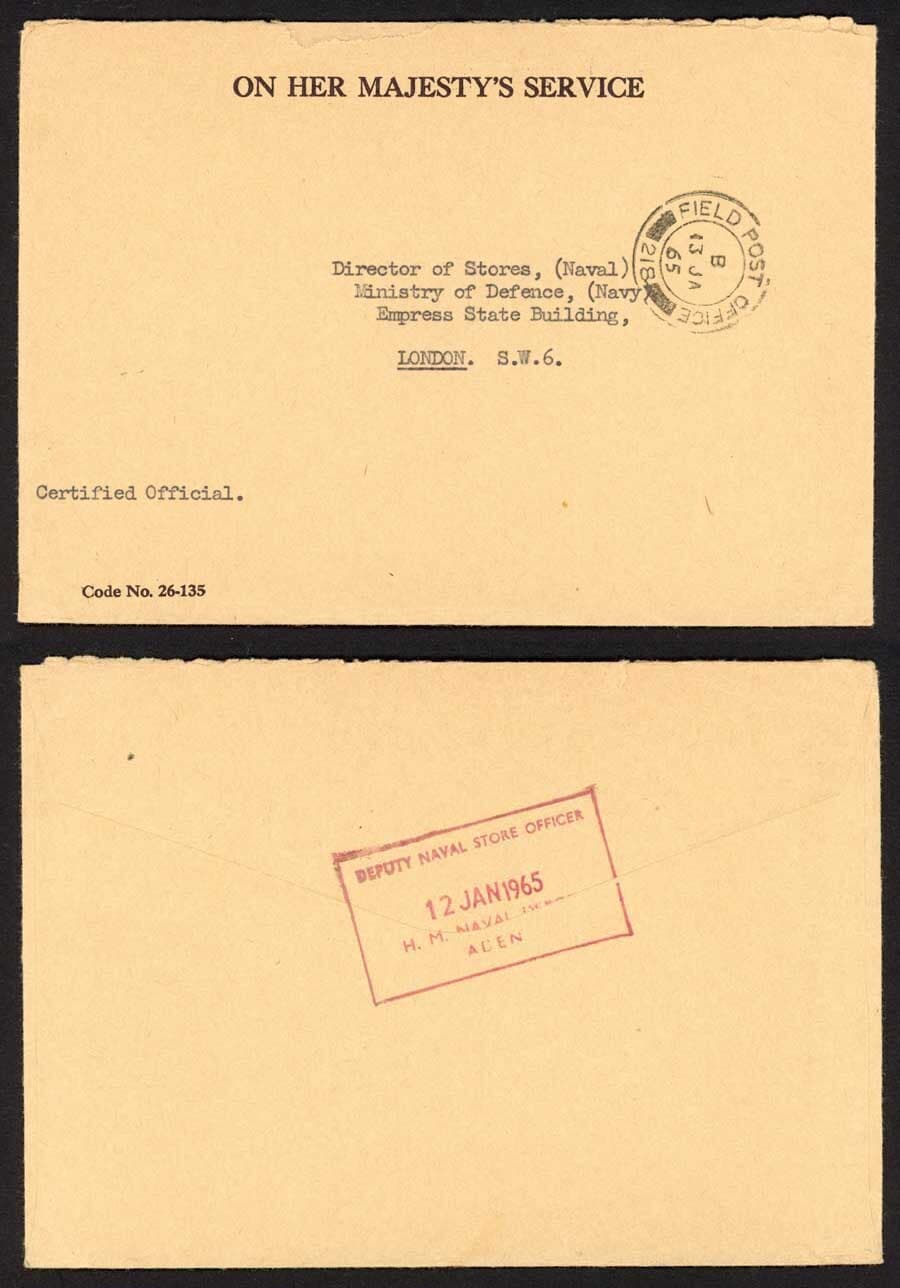 ON HER MAJESTY'S SERVICE
FIELD POST OFFICE
218
B
13 JA
65
Director of Stores, (Naval)
Ministry of Defence, (Navy)
Empress State Building,
LONDON. S.W.6.
Certified Official.
Code No. 26-135
DEPUTY NAVAL STORE OFFICER
12 JAN 1965
H. M. NAVAL
ADEN